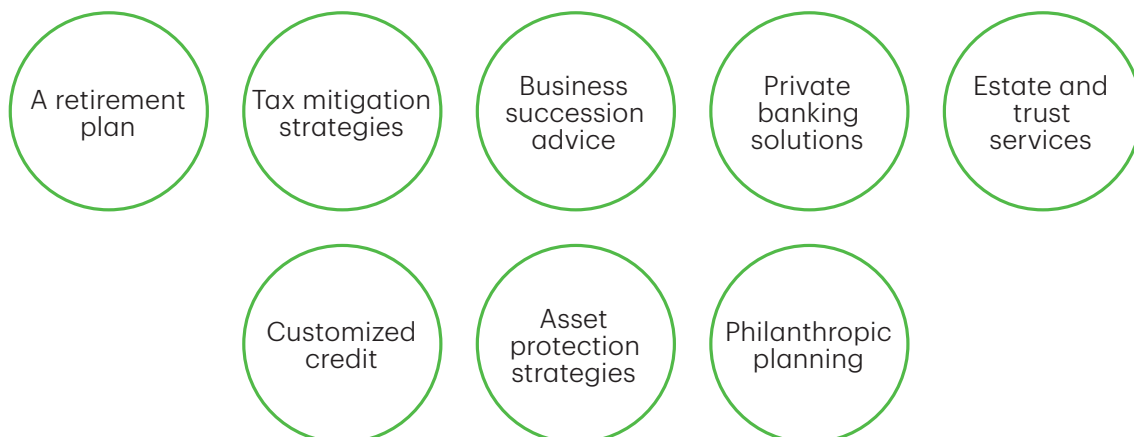 A retirement
plan
Tax mitigation
strategies
Business
succession
advice
Private
banking
solutions
Estate and
trust
services
Customized
credit
Asset
protection
strategies
Philanthropic
planning